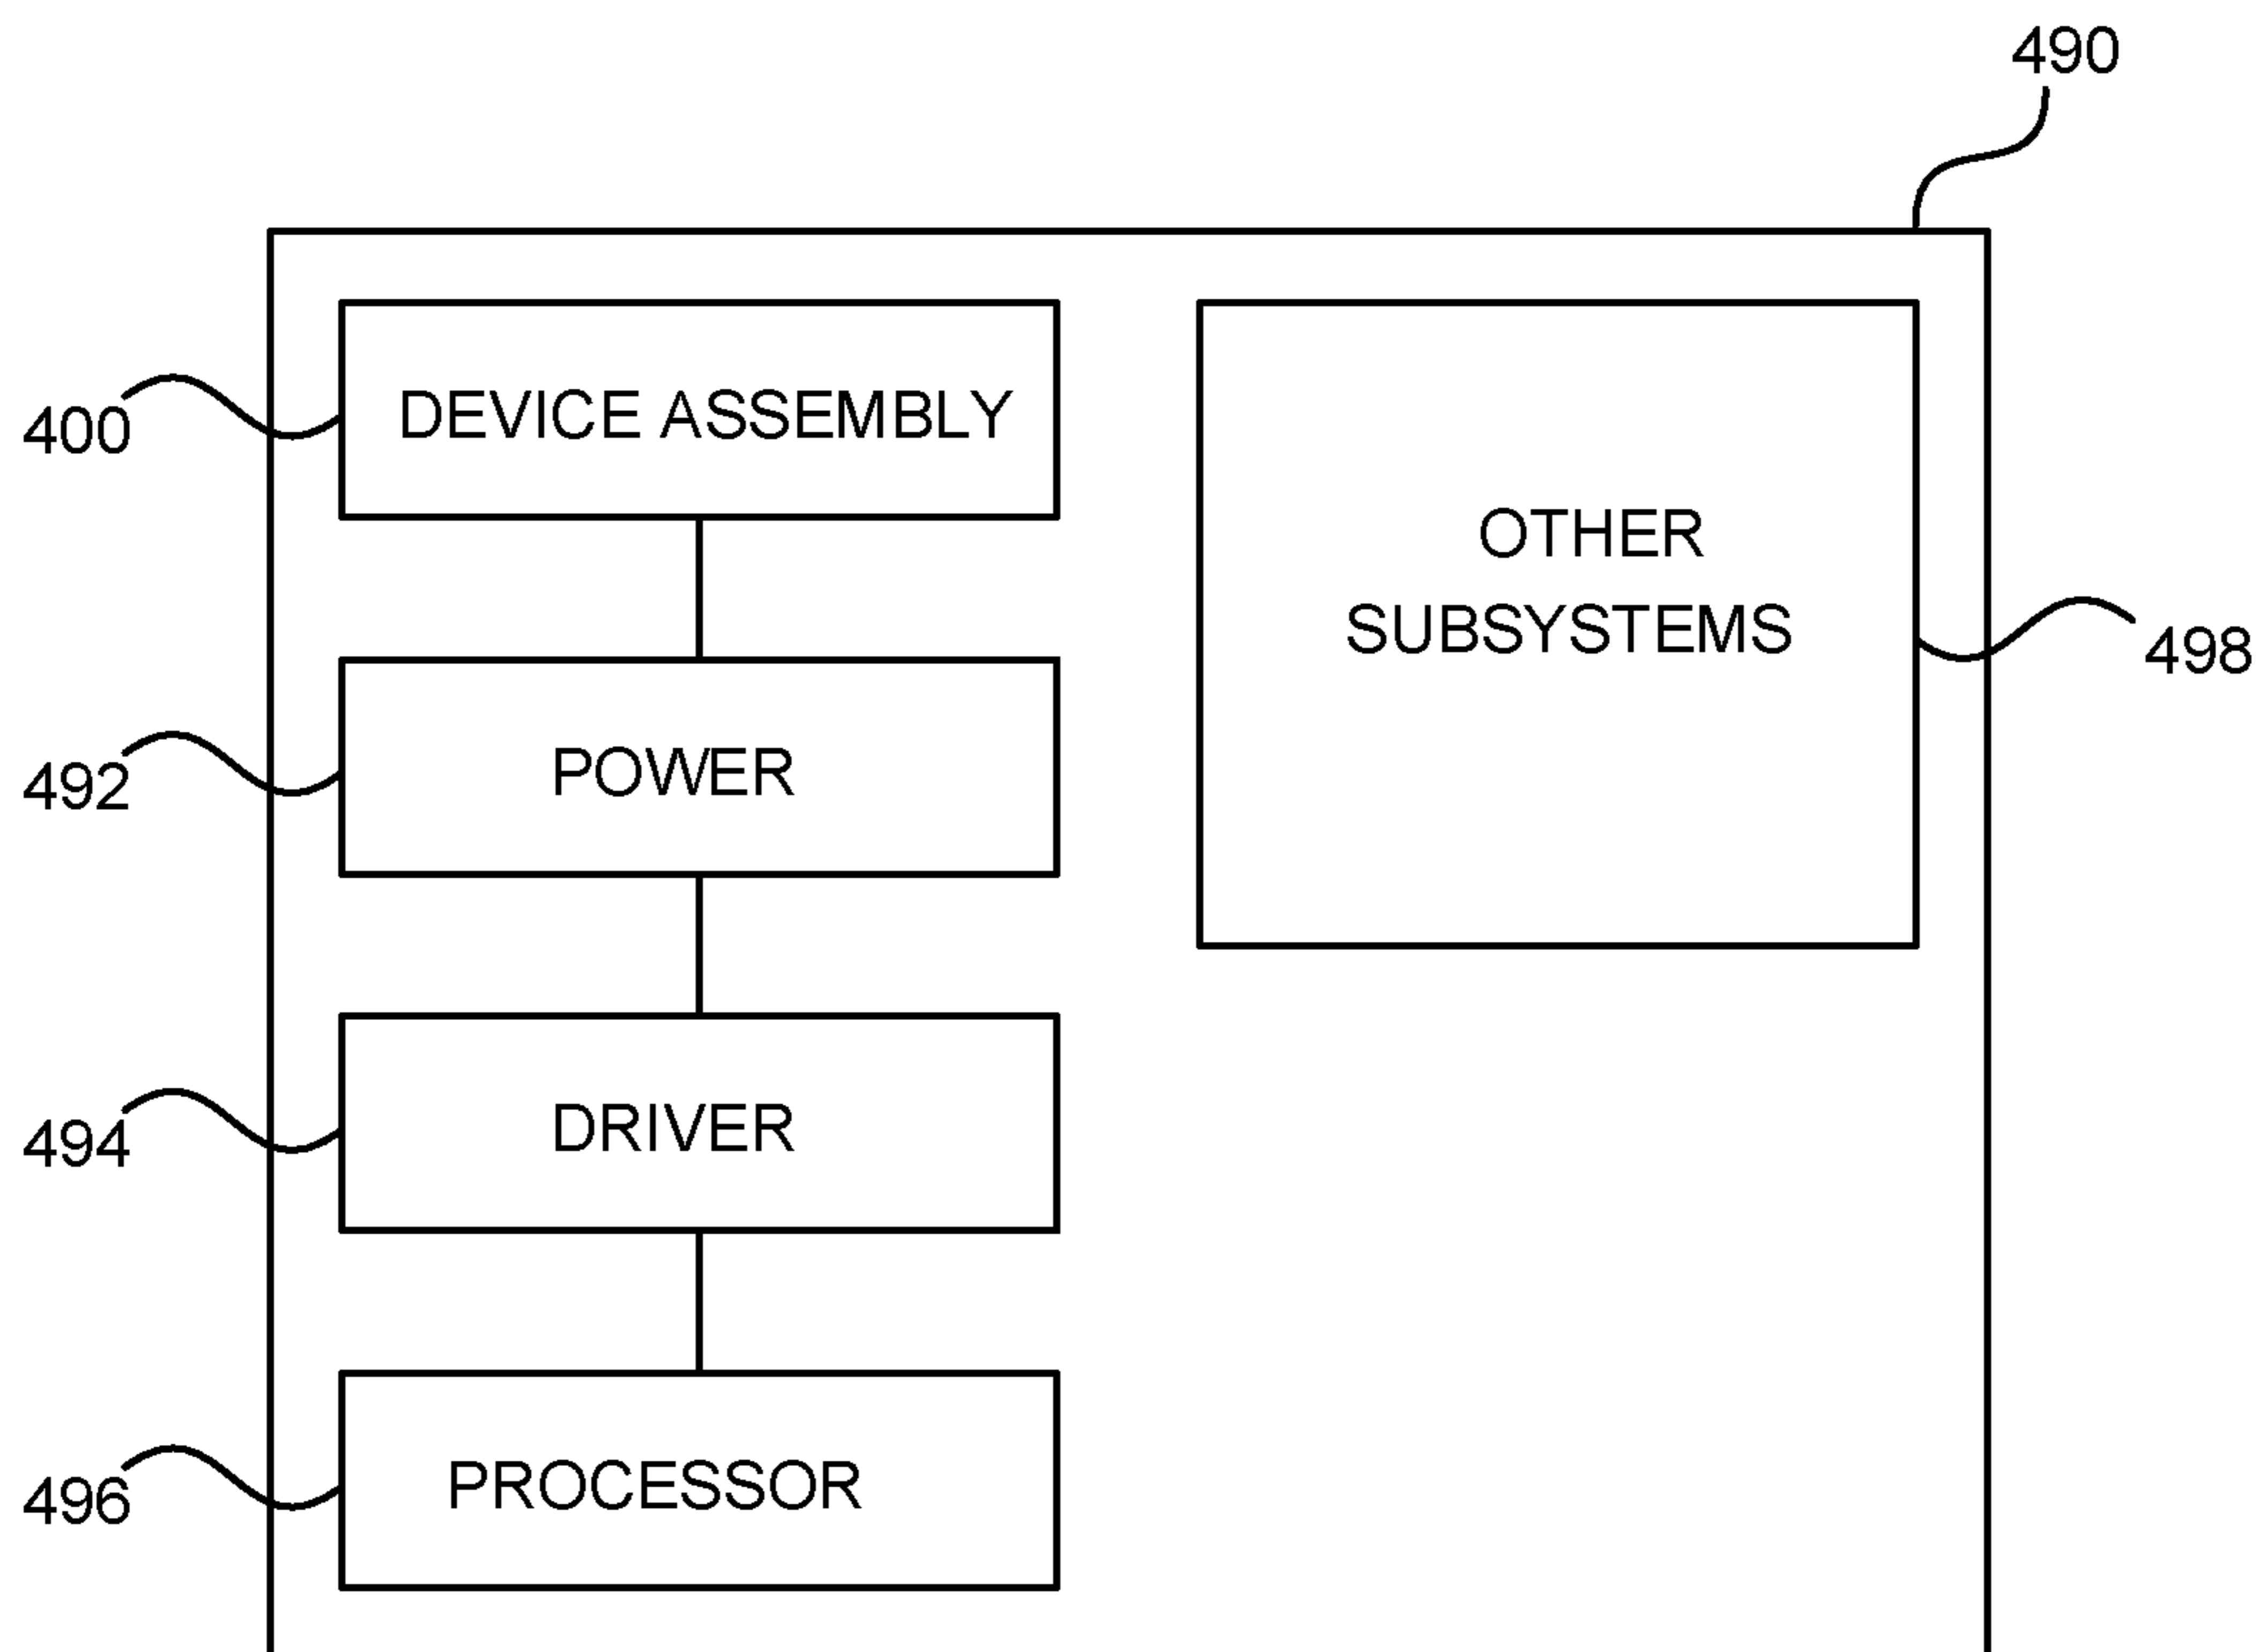 490
400
DEVICE ASSEMBLY
OTHER
SUBSYSTEMS
498
492
POWER
494
DRIVER
496
PROCESSOR